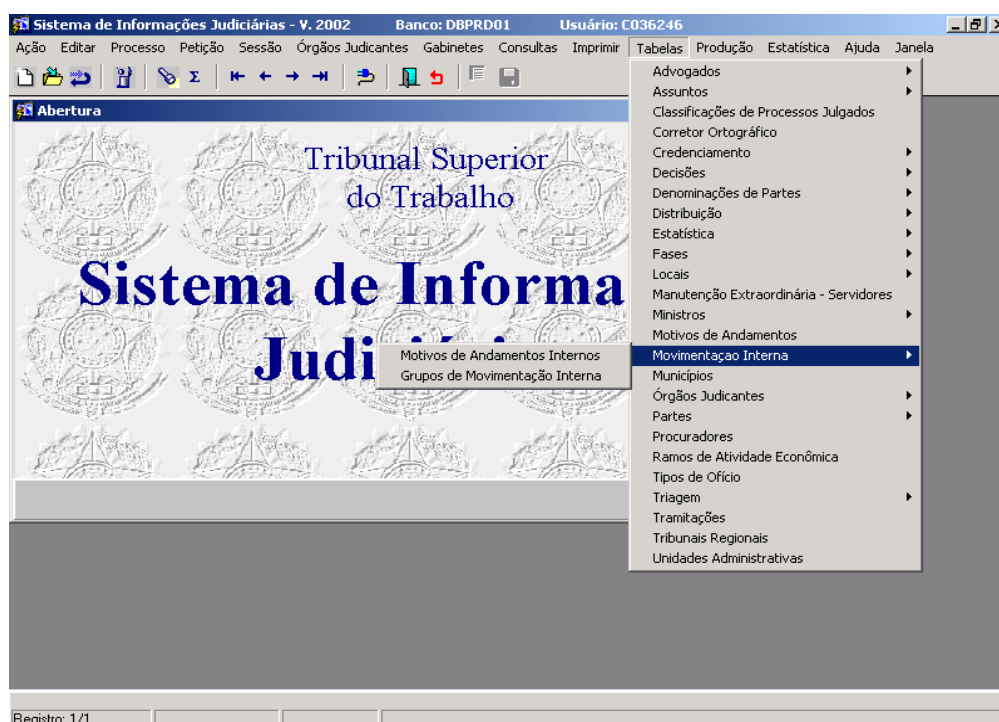 Sistema de Informações Judiciárias - V. 2002 Banco: DBPRD01 Usuário: C036246
Ação Editar Processo Petição Sessão Órgãos Judicantes Gabinetes Consultas Imprimir Tabelas Produção Estatística Ajuda Janela
Σ
Abertura
Tribunal Superior
do Trabalho
Sistema de Informa
Judi
Advogados
Assuntos
Classificações de Processos Julgados
Corretor Ortográfico
Credenciamento
Decisões
Denominações de Partes
Distribuição
Estatística
Fases
Locais
Manutenção Extraordinária - Servidores
Ministros
Motivos de Andamentos
Movimentaçao Interna
Municípios
Órgãos Judicantes
Partes
Procuradores
Ramos de Atividade Econômica
Tipos de Ofício
Triagem
Tramitações
Tribunais Regionais
Unidades Administrativas
Motivos de Andamentos Internos
Grupos de Movimentação Interna
Registro: 1/1